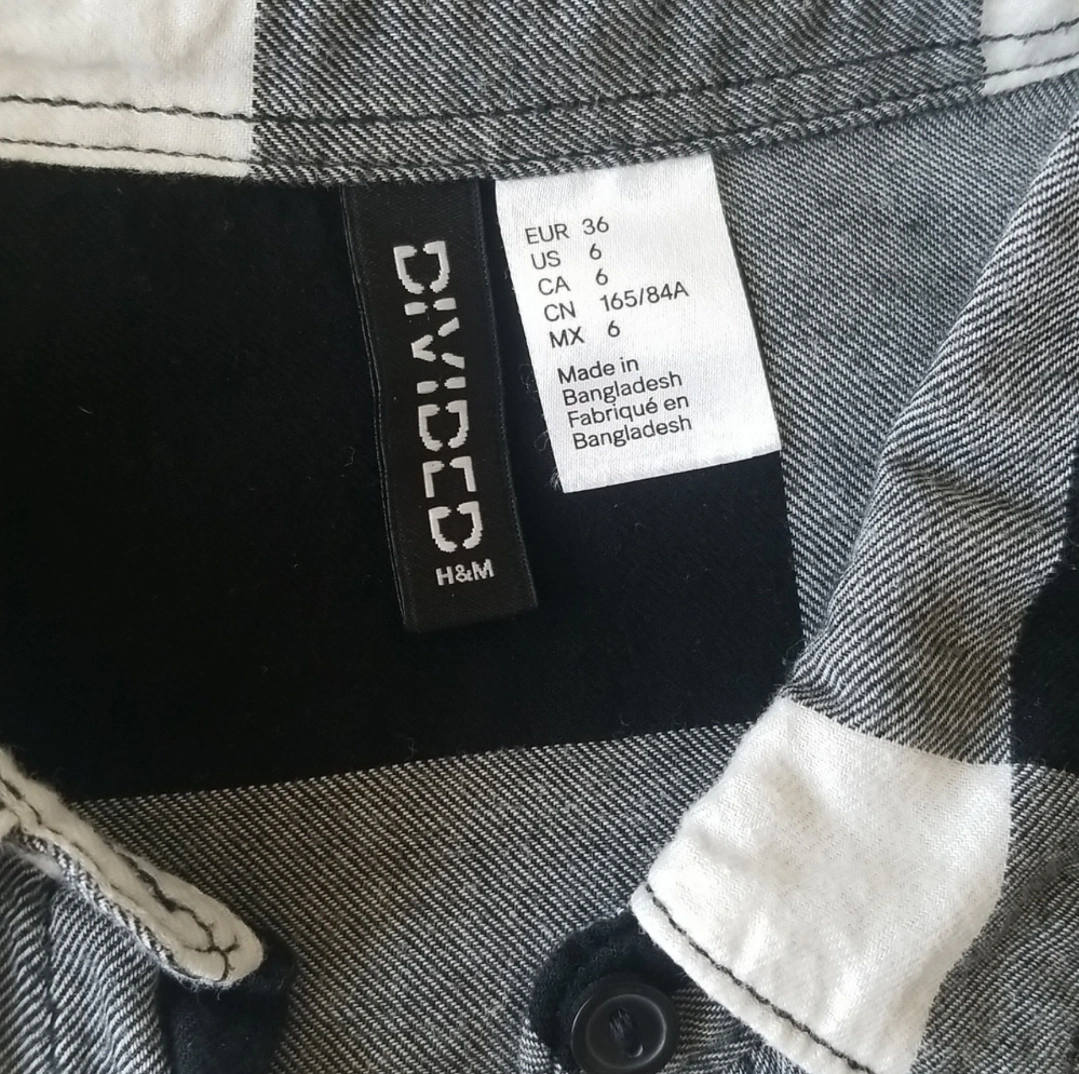 DIVIDED
H&M
EUR 36
US 6
CA 6
CN 165/84A
MX 6
Made in
Bangladesh
Fabriqué en
Bangladesh